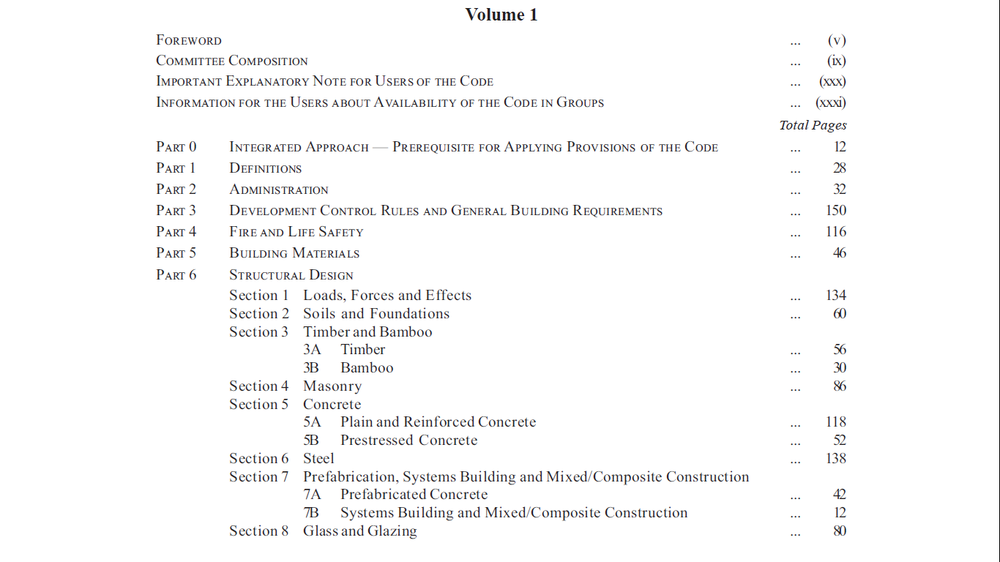 Volume 1
Foreword ... (v)
Committee Composition ... (ix)
Important Explanatory Note for Users of the Code ... (xxx)
Information for the Users about Availability of the Code in Groups ... (xxxi)
Total Pages
Part 0 Integrated Approach — Prerequisite for Applying Provisions of the Code ... 12
Part 1 Definitions ... 28
Part 2 Administration ... 32
Part 3 Development Control Rules and General Building Requirements ... 150
Part 4 Fire and Life Safety ... 116
Part 5 Building Materials ... 46
Part 6 Structural Design
Section 1 Loads, Forces and Effects ... 134
Section 2 Soils and Foundations ... 60
Section 3 Timber and Bamboo
3A Timber ... 56
3B Bamboo ... 30
Section 4 Masonry ... 86
Section 5 Concrete
5A Plain and Reinforced Concrete ... 118
5B Prestressed Concrete ... 52
Section 6 Steel ... 138
Section 7 Prefabrication, Systems Building and Mixed/Composite Construction
7A Prefabricated Concrete ... 42
7B Systems Building and Mixed/Composite Construction ... 12
Section 8 Glass and Glazing ... 80